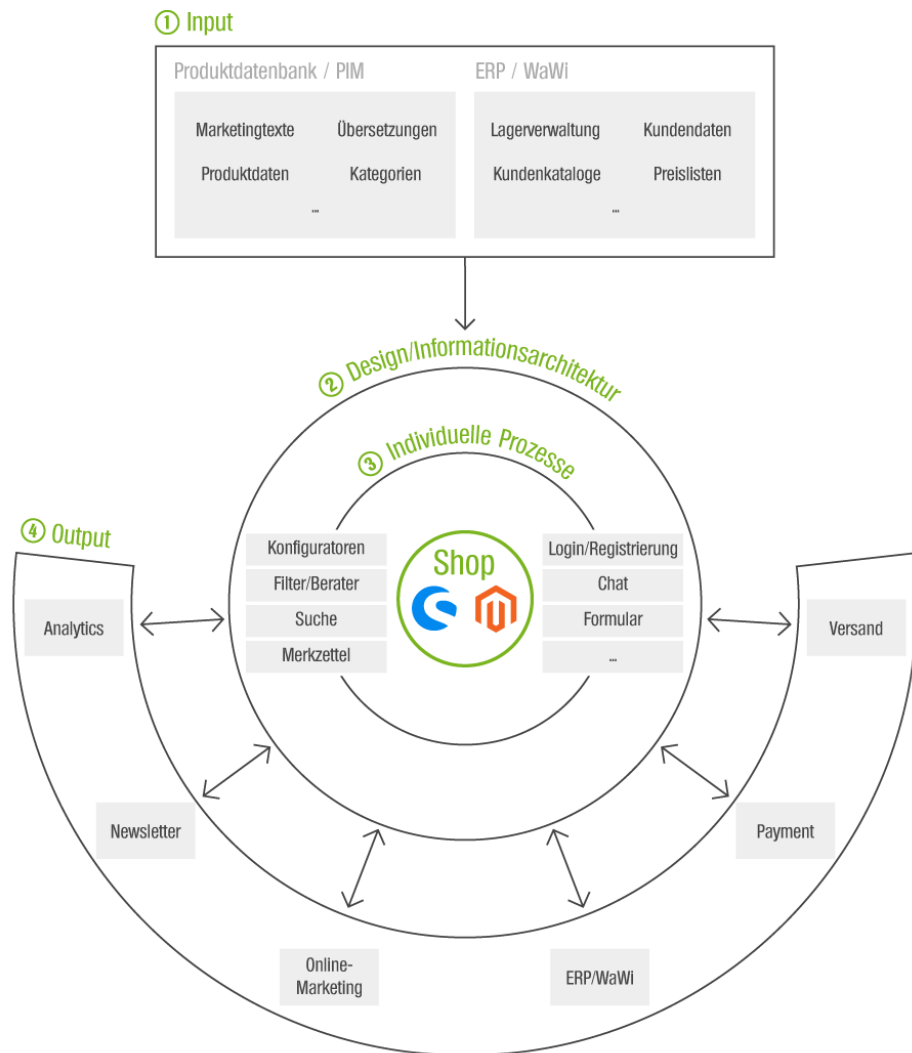 ① Input
Produktdatenbank / PIM
ERP / WaWi
Marketingtexte
Übersetzungen
Lagerverwaltung
Kundendaten
Produktdaten
Kategorien
Kundenkataloge
Preislisten
...
...
② Design/Informationsarchitektur
③ Individuelle Prozesse
④ Output
Konfiguratoren
Filter/Berater
Suche
Merkzettel
Shop
Login/Registrierung
Chat
Formular
...
Analytics
Versand
Newsletter
Payment
Online-
Marketing
ERP/WaWi